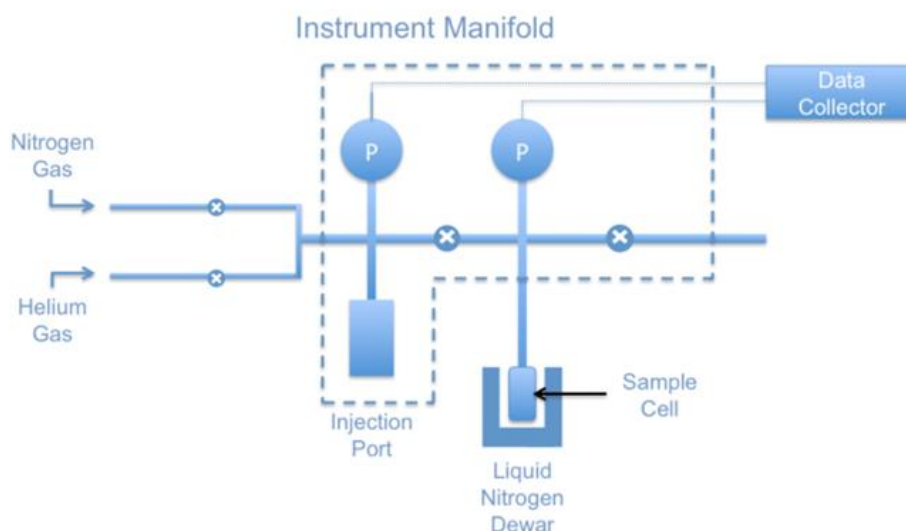 Instrument Manifold
Data
Collector
P
P
Nitrogen
Gas
Helium
Gas
Injection
Port
Sample
Cell
Liquid
Nitrogen
Dewar